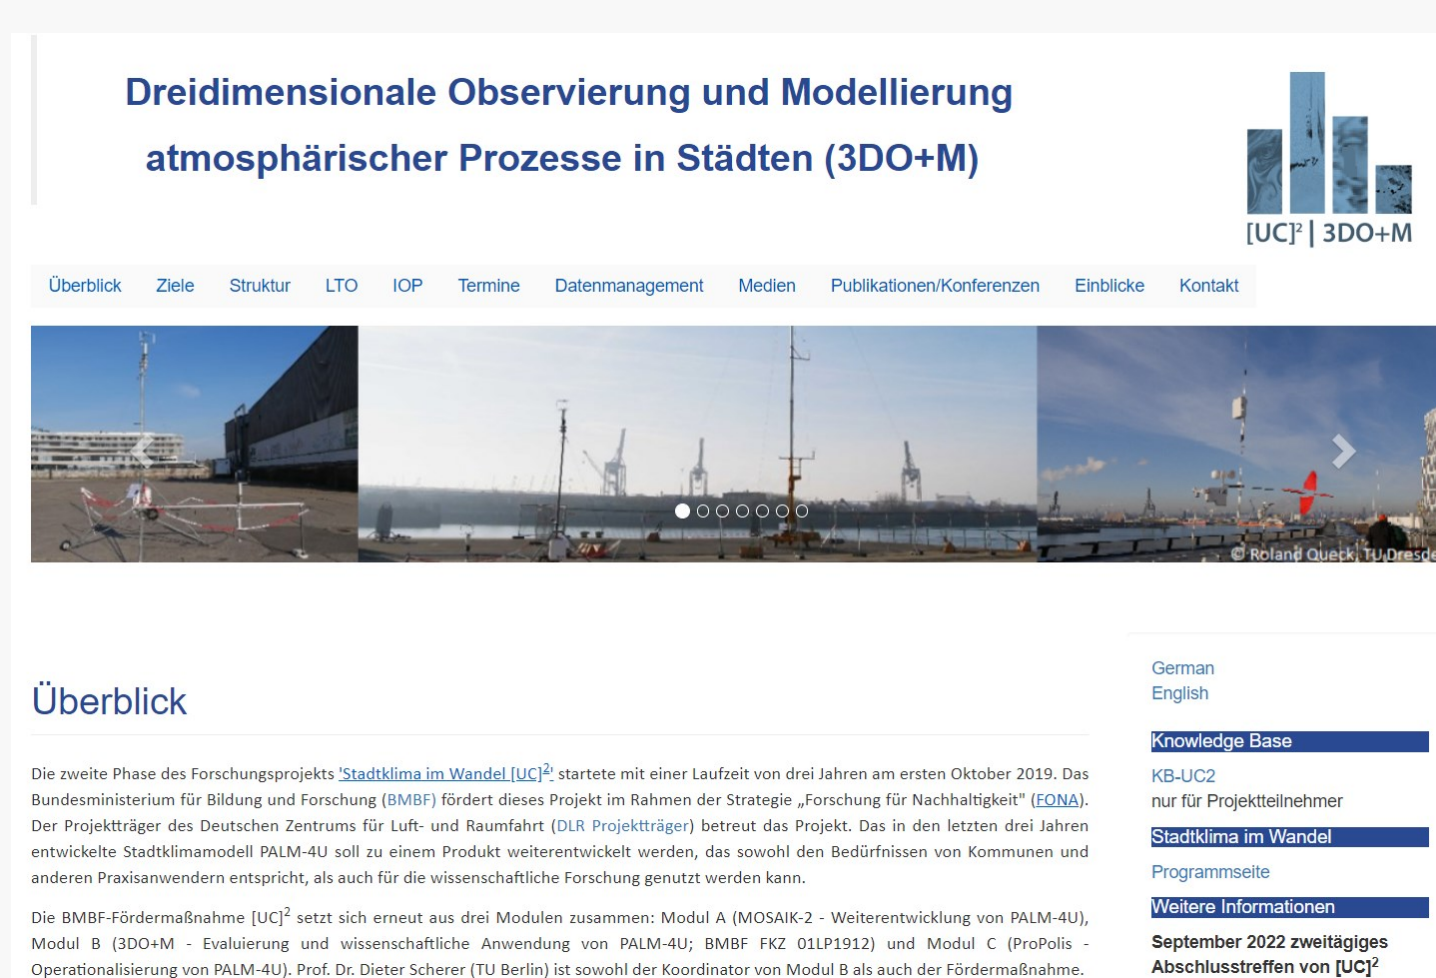 Dreidimensionale Observierung und Modellierung
atmosphärischer Prozesse in Städten (3DO+M)
[UC]² | 3DO+M
Überblick Ziele Struktur LTO IOP Termine Datenmanagement Medien Publikationen/Konferenzen Einblicke Kontakt
© Roland Queck, TU Dresde
German
English
Überblick
Knowledge Base
KB-UC2
nur für Projektteilnehmer
Stadtklima im Wandel
Programmseite
Weitere Informationen
September 2022 zweitägiges
Abschlusstreffen von [UC]²
Die zweite Phase des Forschungsprojekts 'Stadtklima im Wandel [UC]²' startete mit einer Laufzeit von drei Jahren am ersten Oktober 2019. Das
Bundesministerium für Bildung und Forschung (BMBF) fördert dieses Projekt im Rahmen der Strategie „Forschung für Nachhaltigkeit" (FONA).
Der Projektträger des Deutschen Zentrums für Luft- und Raumfahrt (DLR Projektträger) betreut das Projekt. Das in den letzten drei Jahren
entwickelte Stadtklimamodell PALM-4U soll zu einem Produkt weiterentwickelt werden, das sowohl den Bedürfnissen von Kommunen und
anderen Praxisanwendern entspricht, als auch für die wissenschaftliche Forschung genutzt werden kann.
Die BMBF-Fördermaßnahme [UC]² setzt sich erneut aus drei Modulen zusammen: Modul A (MOSAIK-2 - Weiterentwicklung von PALM-4U),
Modul B (3DO+M - Evaluierung und wissenschaftliche Anwendung von PALM-4U; BMBF FKZ 01LP1912) und Modul C (ProPolis -
Operationalisierung von PALM-4U). Prof. Dr. Dieter Scherer (TU Berlin) ist sowohl der Koordinator von Modul B als auch der Fördermaßnahme.